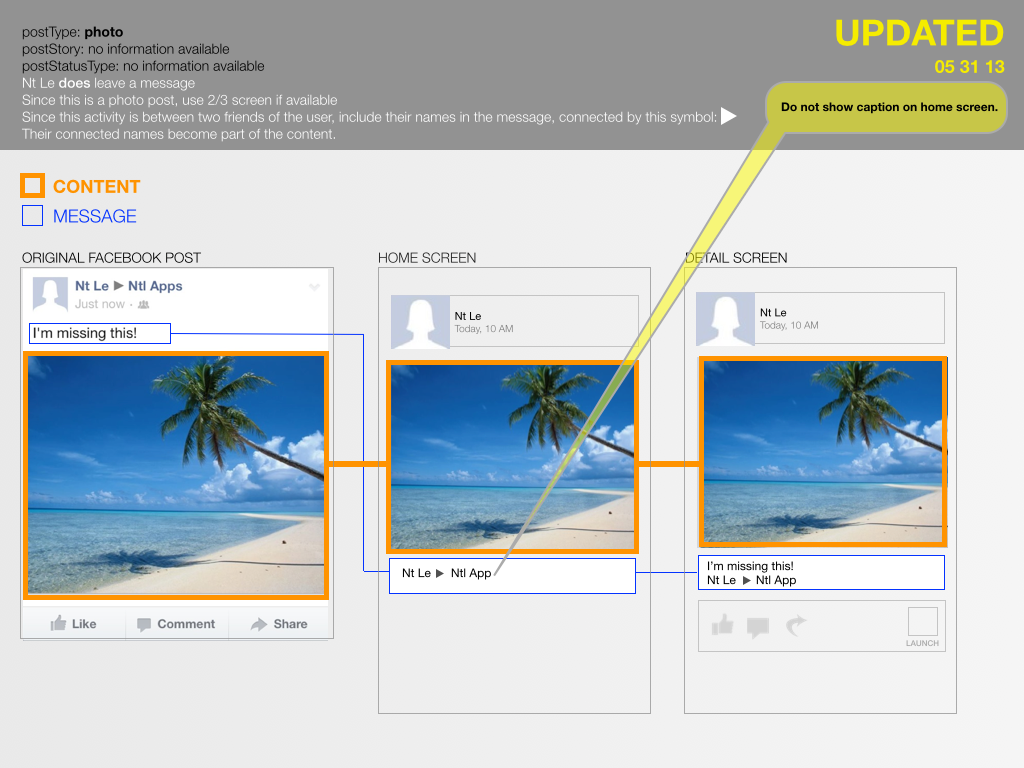 postType: photo
postStory: no information available
postStatusType: no information available
Nt Le does leave a message
Since this is a photo post, use 2/3 screen if available
Since this activity is between two friends of the user, include their names in the message, connected by this symbol: ▶
Their connected names become part of the content.
UPDATED
05 31 13
Do not show caption on home screen.
CONTENT
MESSAGE
ORIGINAL FACEBOOK POST
Nt Le ▶ Ntl Apps
Just now ·
I'm missing this!
Like
Comment
Share
HOME SCREEN
Nt Le
Today, 10 AM
Nt Le ▶ Ntl App
DETAIL SCREEN
Nt Le
Today, 10 AM
I'm missing this!
Nt Le ▶ Ntl App
LAUNCH